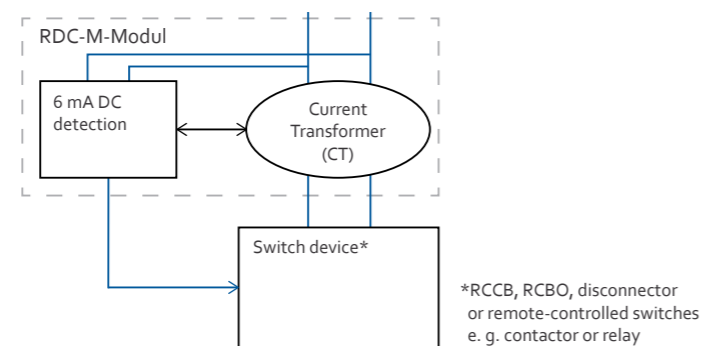 RDC-M-Modul
6 mA DC
detection
Current
Transformer
(CT)
Switch device*
*RCCB, RCBO, disconnector
or remote-controlled switches
e. g. contactor or relay